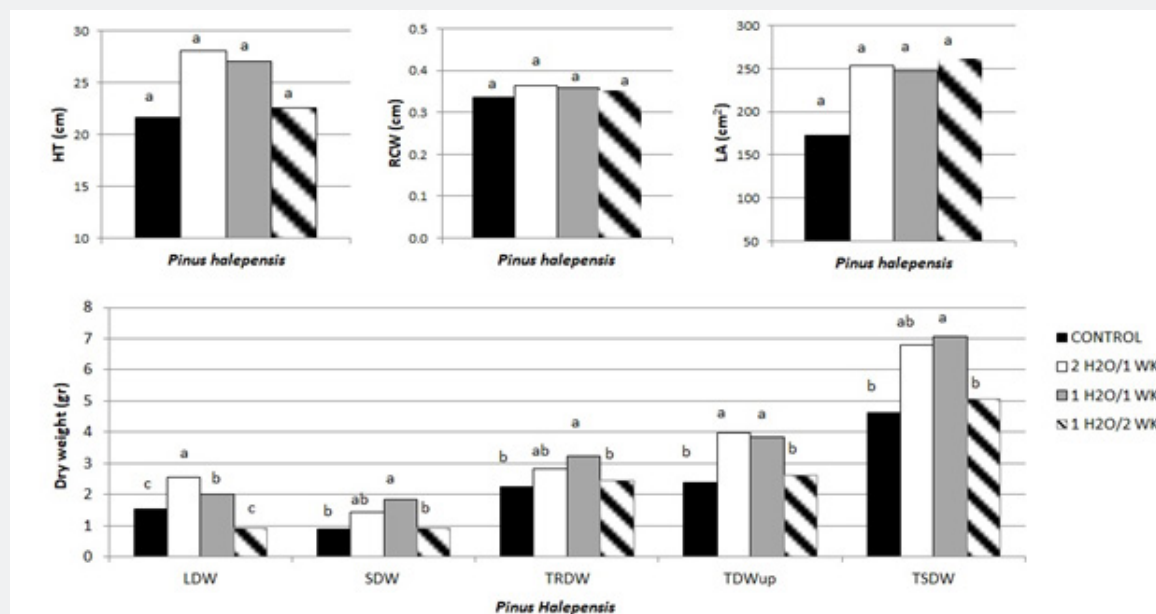 30
25
20
15
10
HT (cm)
a
a
a
a
Pinus halepensis
0.5
0.4
0.3
0.2
0.1
0.0
RCW (cm)
a
a
a
a
Pinus halepensis
300
250
200
150
100
50
LA (cm²)
a
a
a
a
Pinus halepensis
8
7
6
5
4
3
2
1
0
Dry weight (gr)
c
a
b
c
b
ab
a
b
b
ab
a
b
b
a
a
b
b
ab
a
b
LDW
SDW
TRDW
TDWup
TSDW
Pinus Halepensis
CONTROL
2 H2O/1 WK
1 H2O/1 WK
1 H2O/2 WK